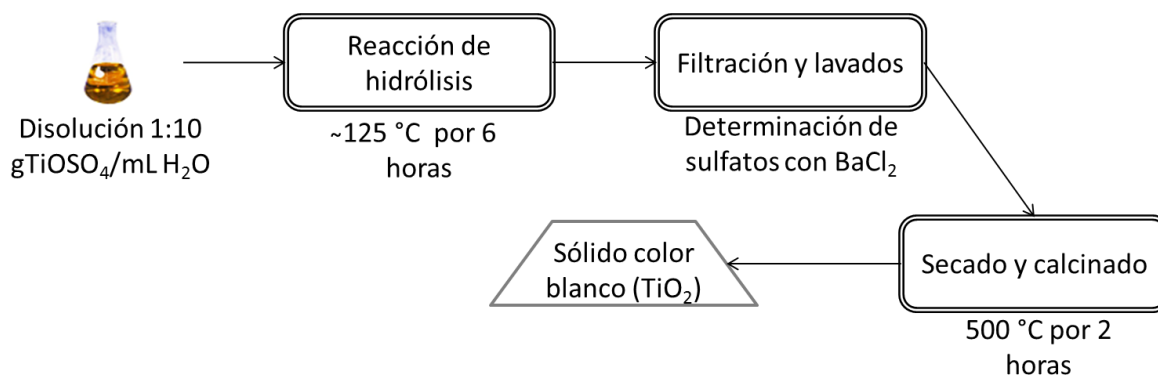 Disolución 1:10
gTiOSO₄/mL H₂O
Reacción de
hidrólisis
~125 °C por 6
horas
Filtración y lavados
Determinación de
sulfatos con BaCl₂
Secado y calcinado
500 °C por 2
horas
Sólido color
blanco (TiO₂)